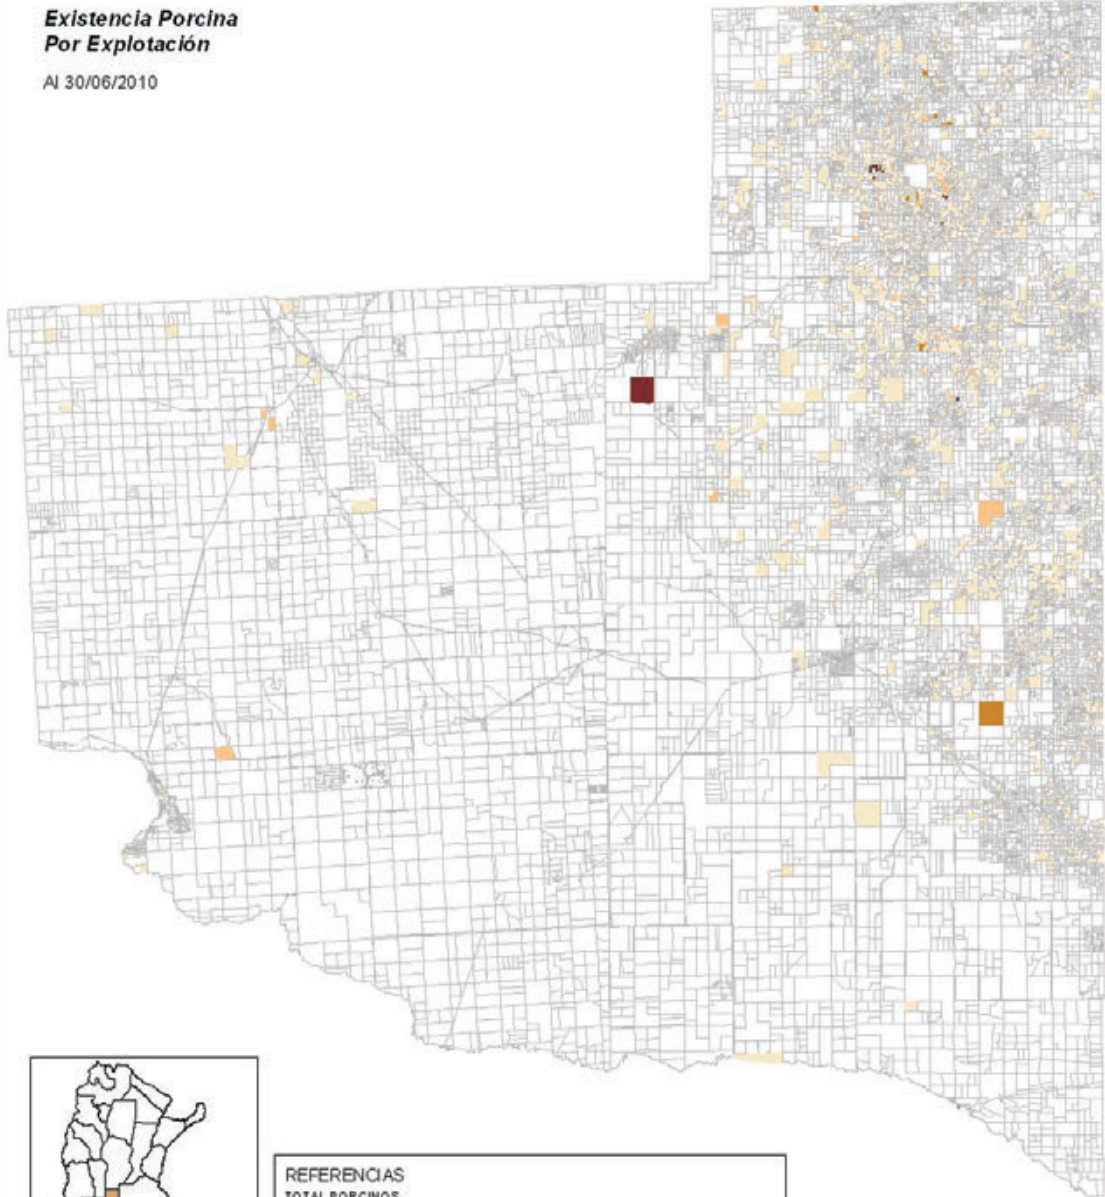 Existencia Porcina
Por Explotación
Al 30/06/2010
REFERENCIAS
TOTAL PORCINOS